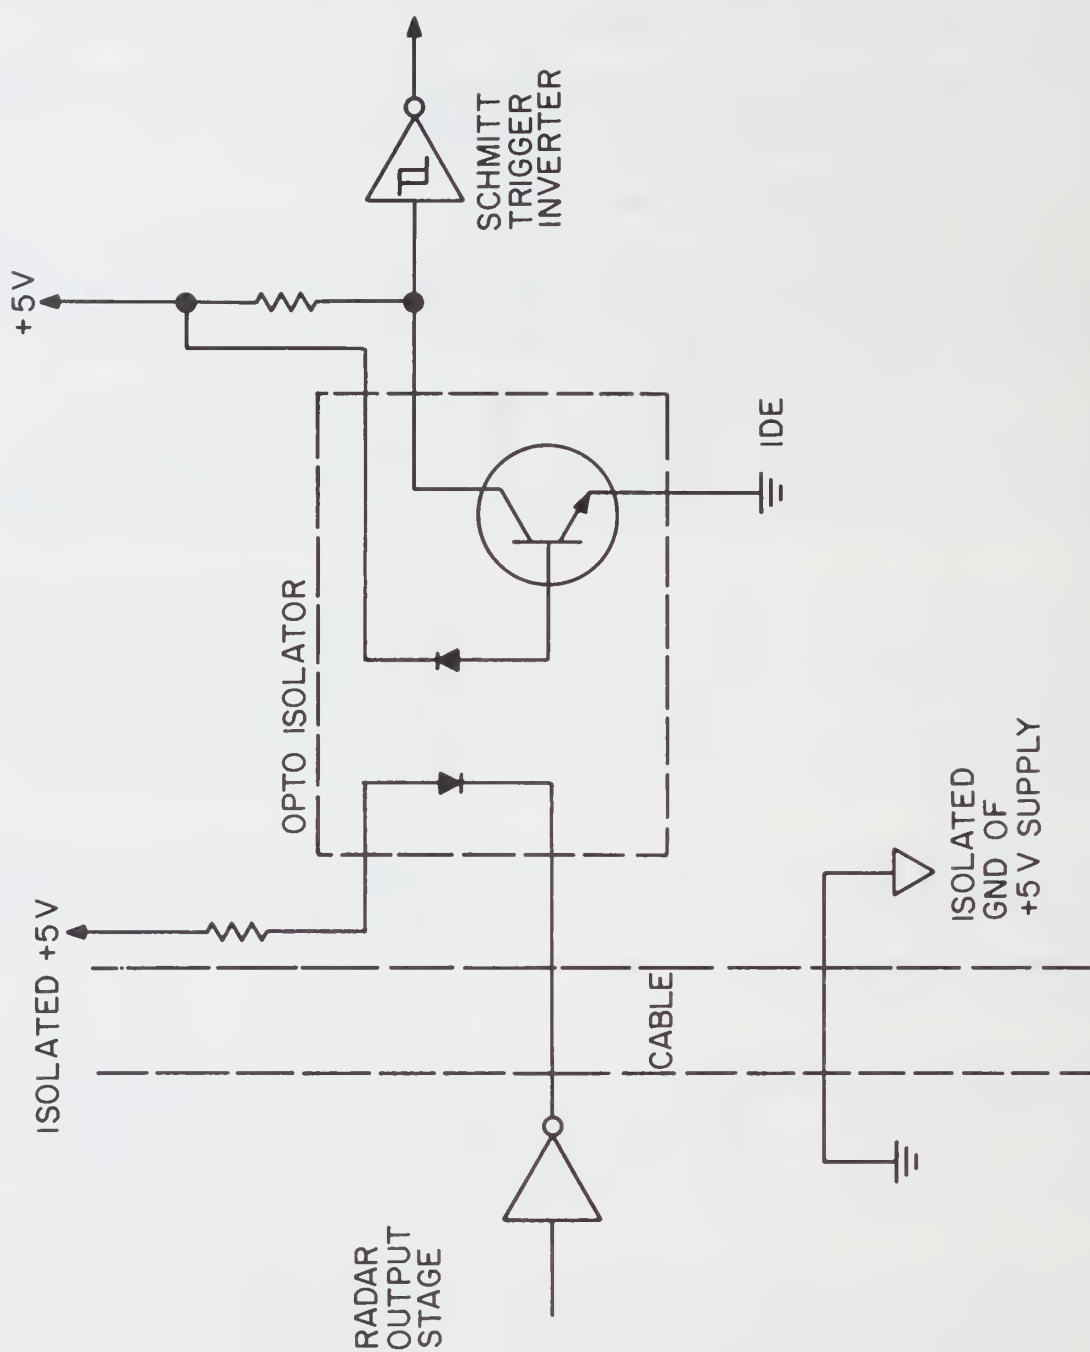 RADAR
OUTPUT
STAGE
ISOLATED +5V
CABLE
OPTO ISOLATOR
ISOLATED
GND OF
+5V SUPPLY
+5V
IDE
SCHMITT
TRIGGER
INVERTER